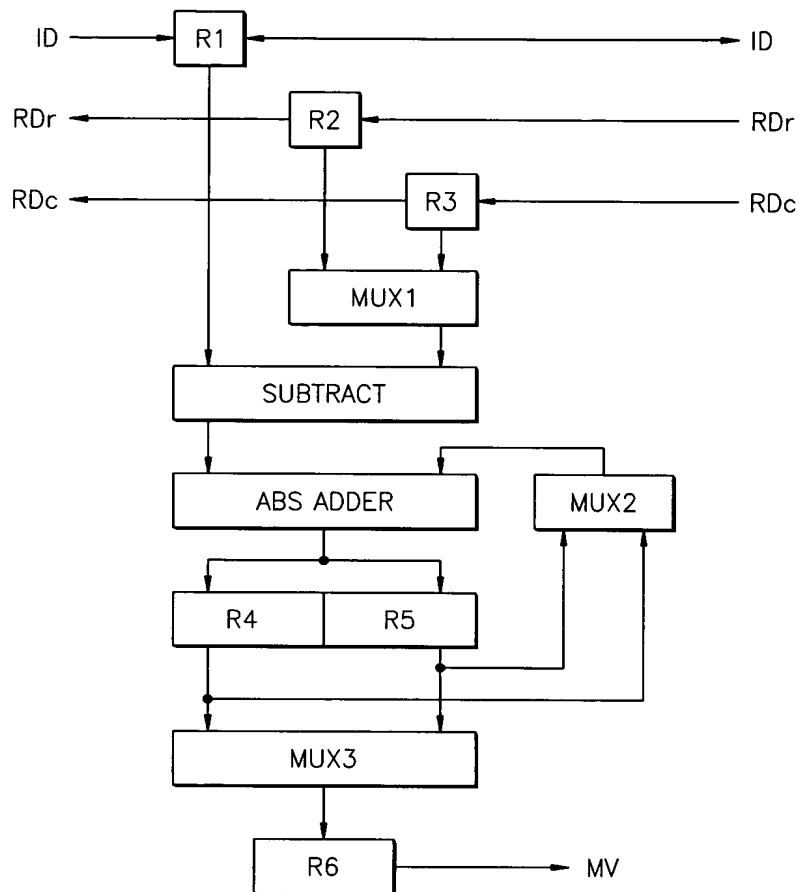 ID R1 ID
RDr R2 RDr
RDc R3 RDc
MUX1
SUBTRACT
ABS ADDER MUX2
R4 R5
MUX3
R6 MV